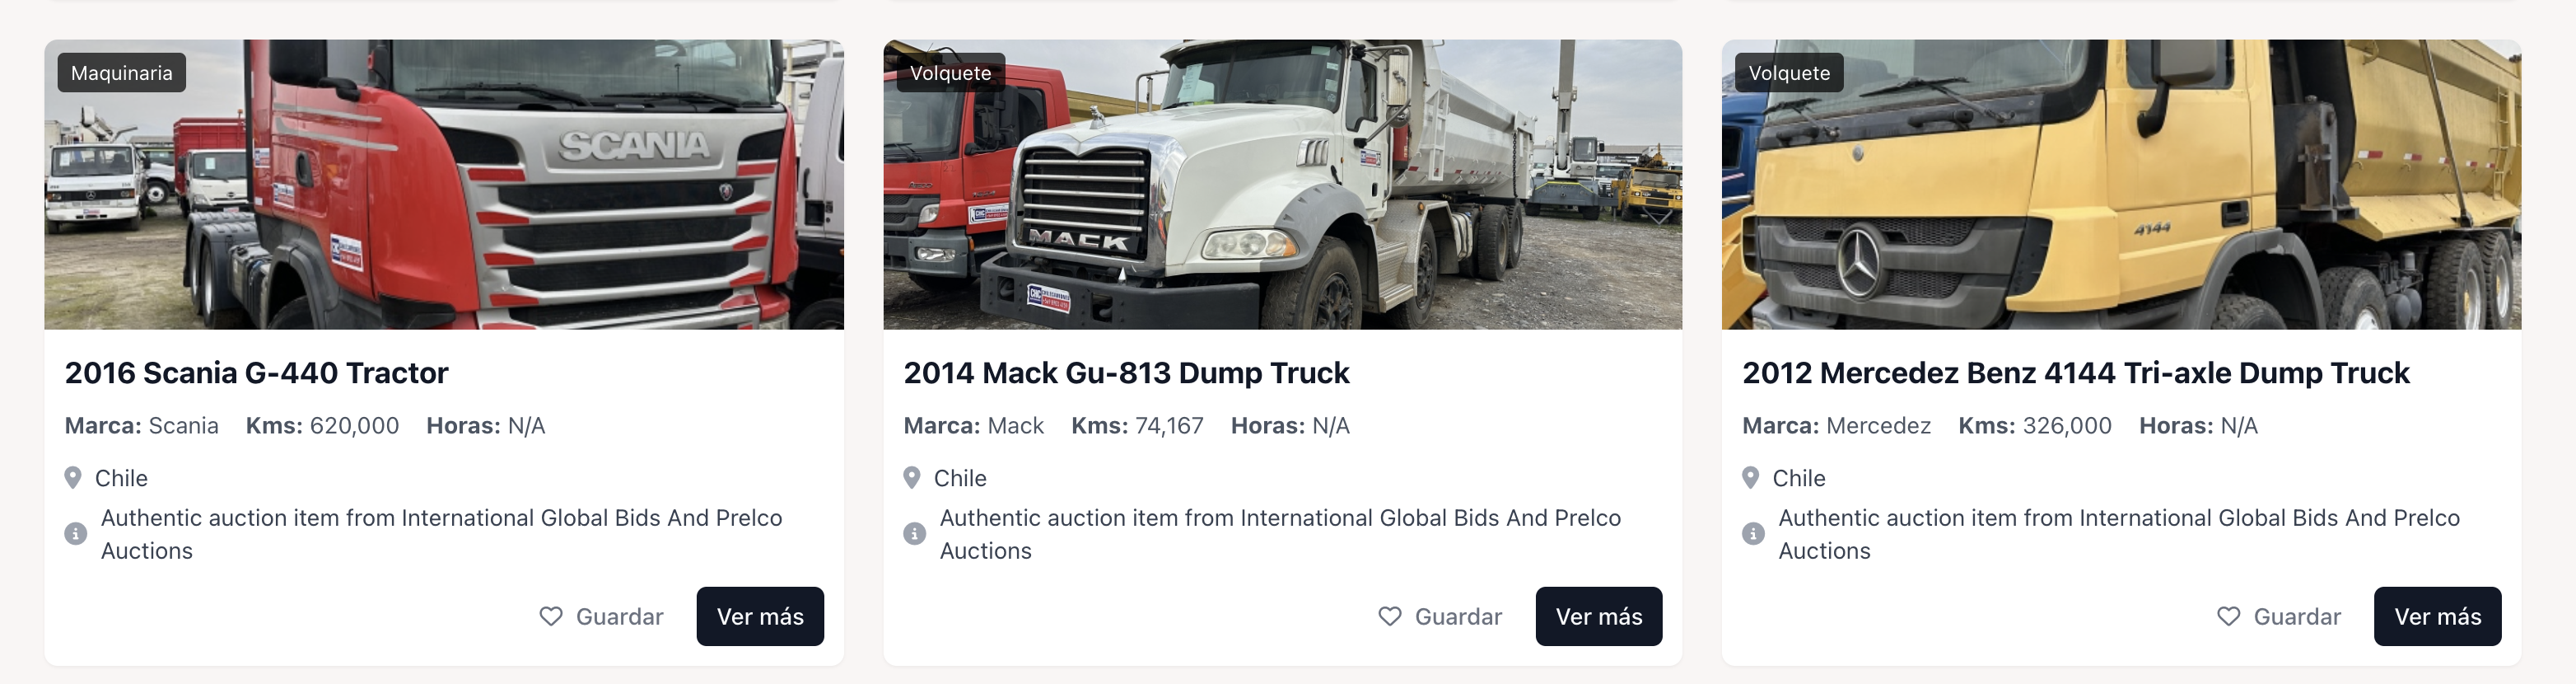 Maquinaria
SCANIA
2016 Scania G-440 Tractor
Marca: Scania Kms: 620,000 Horas: N/A
Chile
Authentic auction item from International Global Bids And Prelco
Auctions
Guardar
Ver más
Volquete
MACK
2014 Mack Gu-813 Dump Truck
Marca: Mack Kms: 74,167 Horas: N/A
Chile
Authentic auction item from International Global Bids And Prelco
Auctions
Guardar
Ver más
Volquete
4144
2012 Mercedez Benz 4144 Tri-axle Dump Truck
Marca: Mercedez Kms: 326,000 Horas: N/A
Chile
Authentic auction item from International Global Bids And Prelco
Auctions
Guardar
Ver más